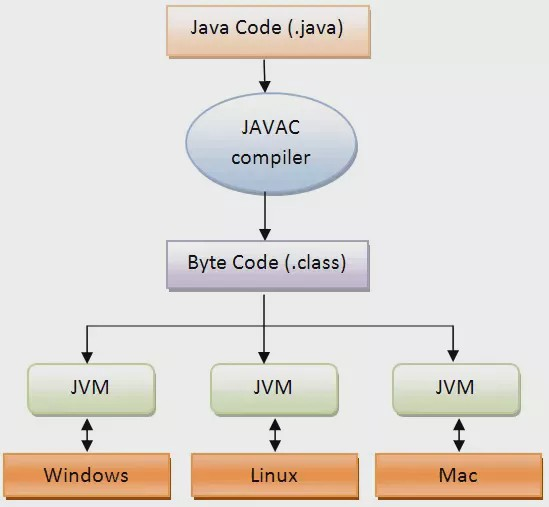 Java Code (.java)
JAVAC
compiler
Byte Code (.class)
JVM
JVM
JVM
Windows
Linux
Mac